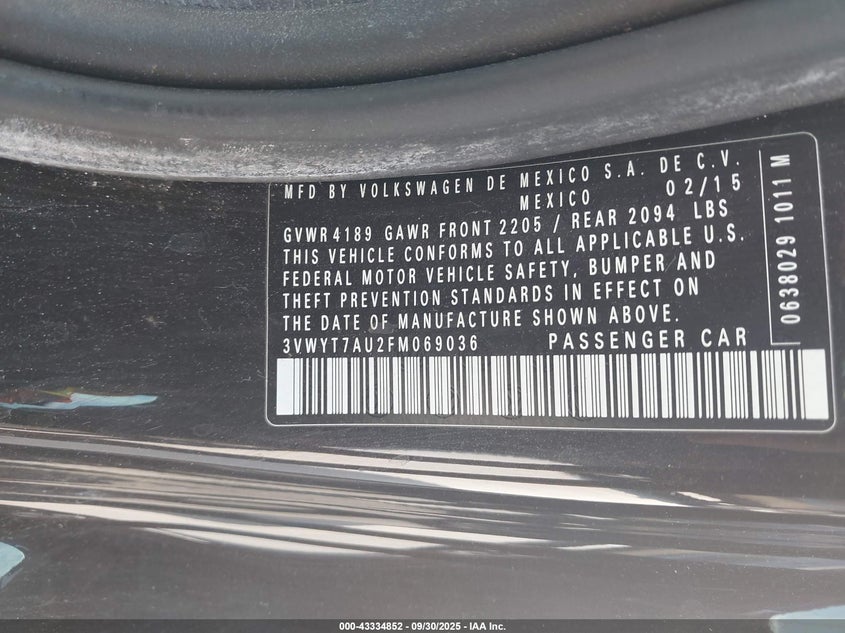 MFD BY VOLKSWAGEN DE MEXICO S.A. DE C.V.
MEXICO 02/15
GVWR 4189 GAWR FRONT 2205 / REAR 2094 LBS
THIS VEHICLE CONFORMS TO ALL APPLICABLE U.S.
FEDERAL MOTOR VEHICLE SAFETY, BUMPER AND
THEFT PREVENTION STANDARDS IN EFFECT ON
THE DATE OF MANUFACTURE SHOWN ABOVE.
3VWYT7AU2FM069036 PASSENGER CAR
0638029 1011 M
000-43334852 - 09/30/2025 - IAA Inc.